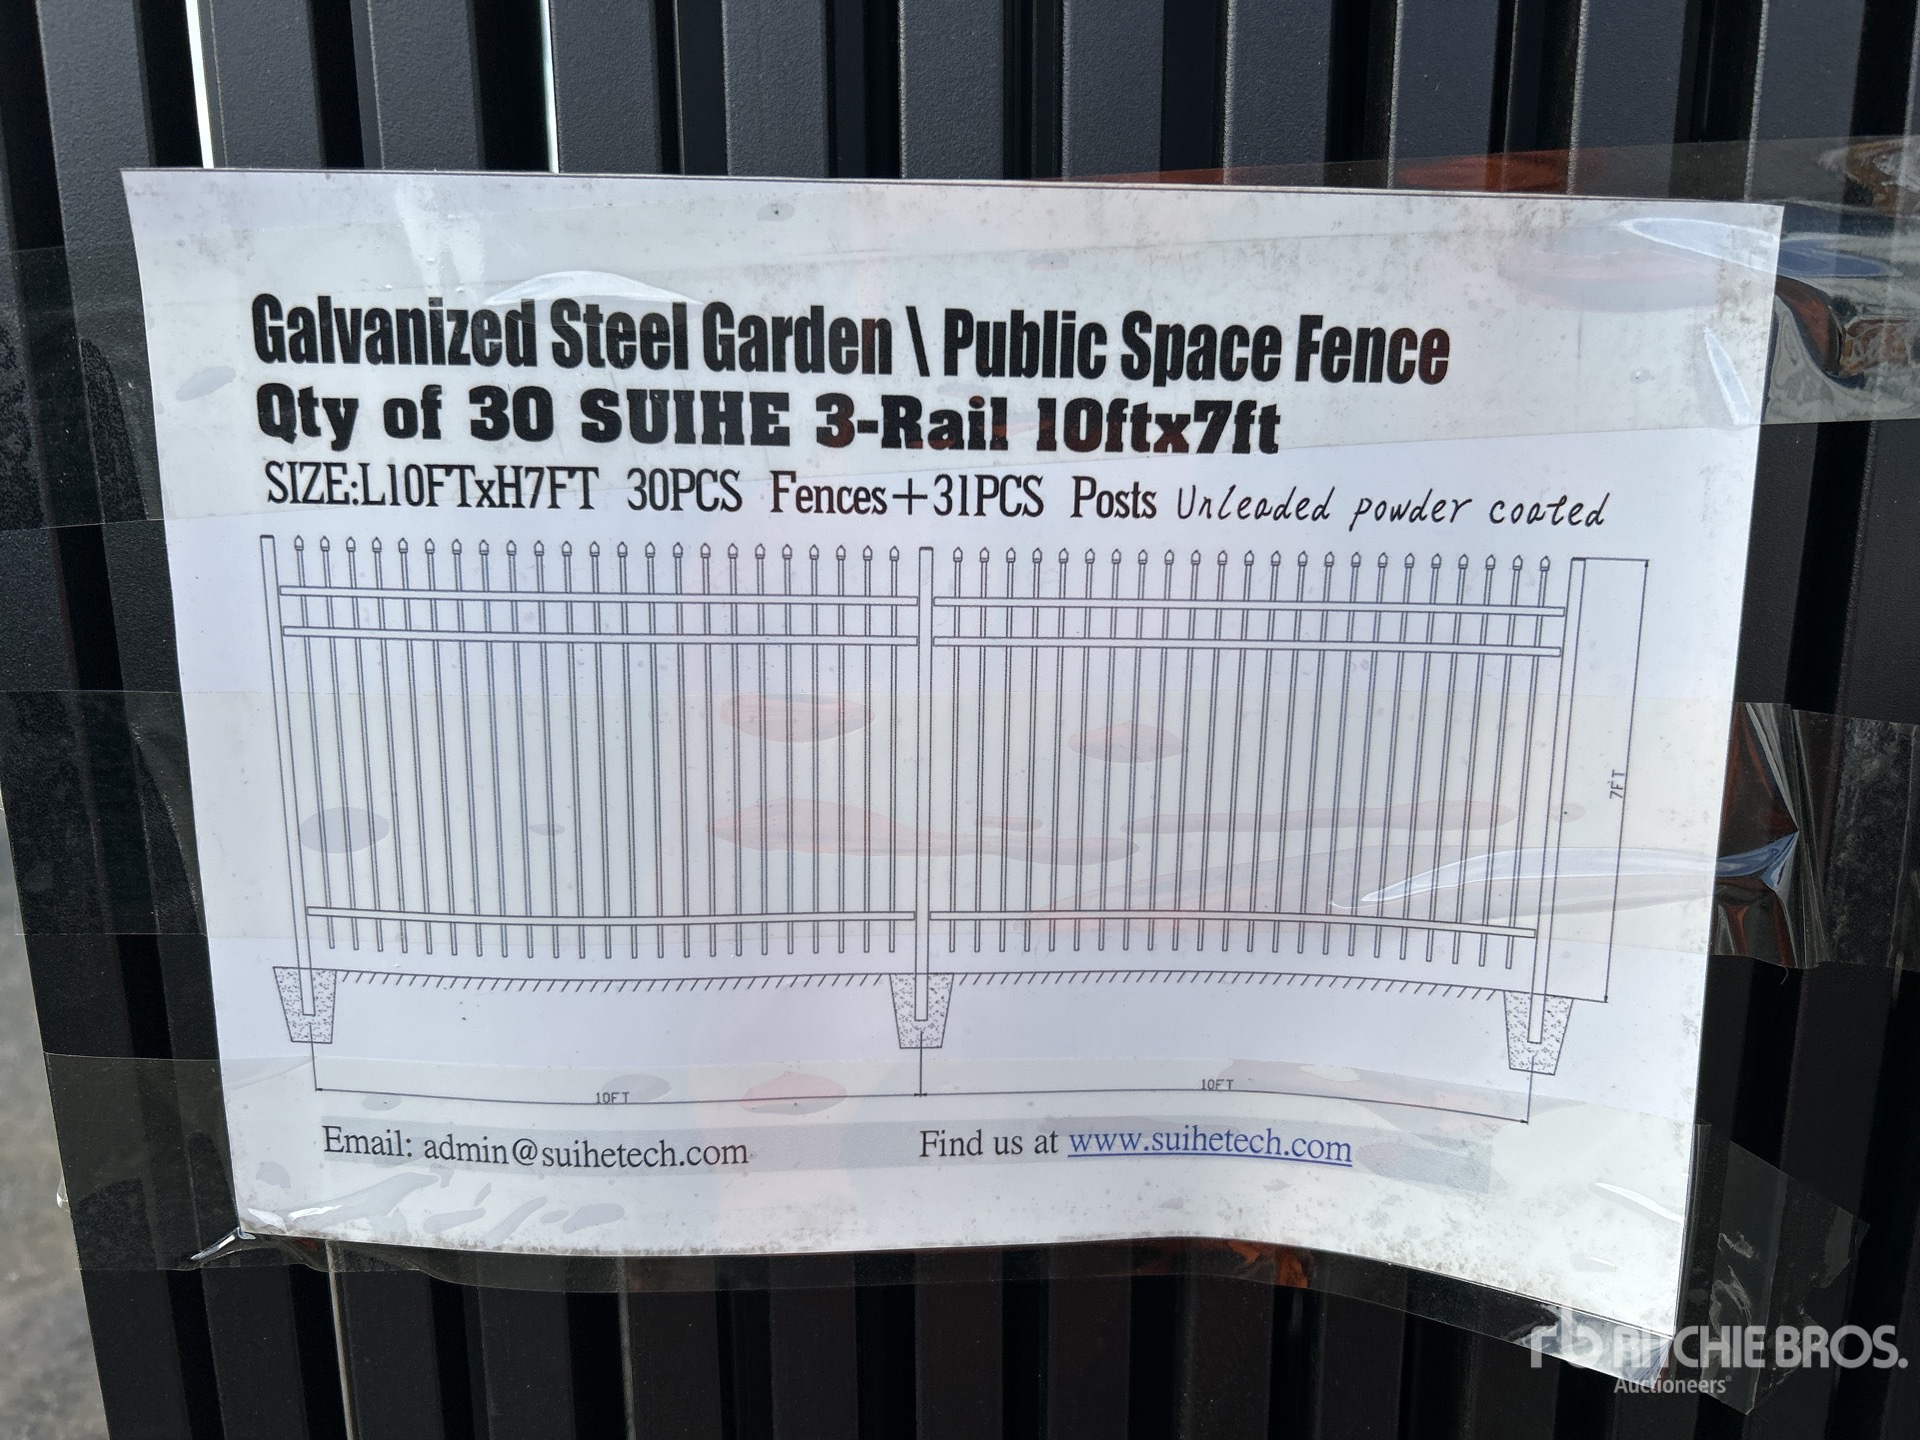 Galvanized Steel Garden \ Public Space Fence
Qty of 30 SUIHE 3-Rail 10ftx7ft
SIZE:L10FTxH7FT 30PCS Fences+31PCS Posts Unleaded powder coated
7FT
10FT
10FT
Email: admin@suihetech.com
Find us at www.suihetech.com
rb RITCHIE BROS.
Auctioneers